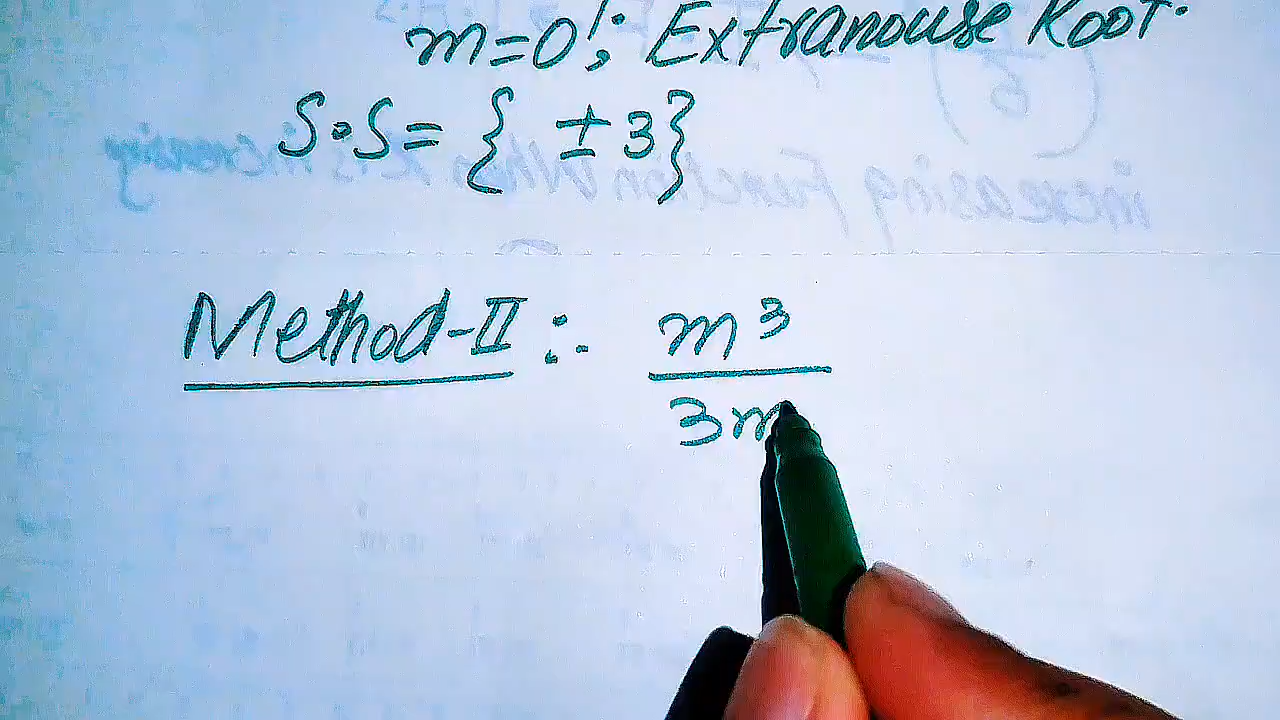 m=0!; Extranouse Root.
S.S= { ±3}
Method-II :- m³
3m